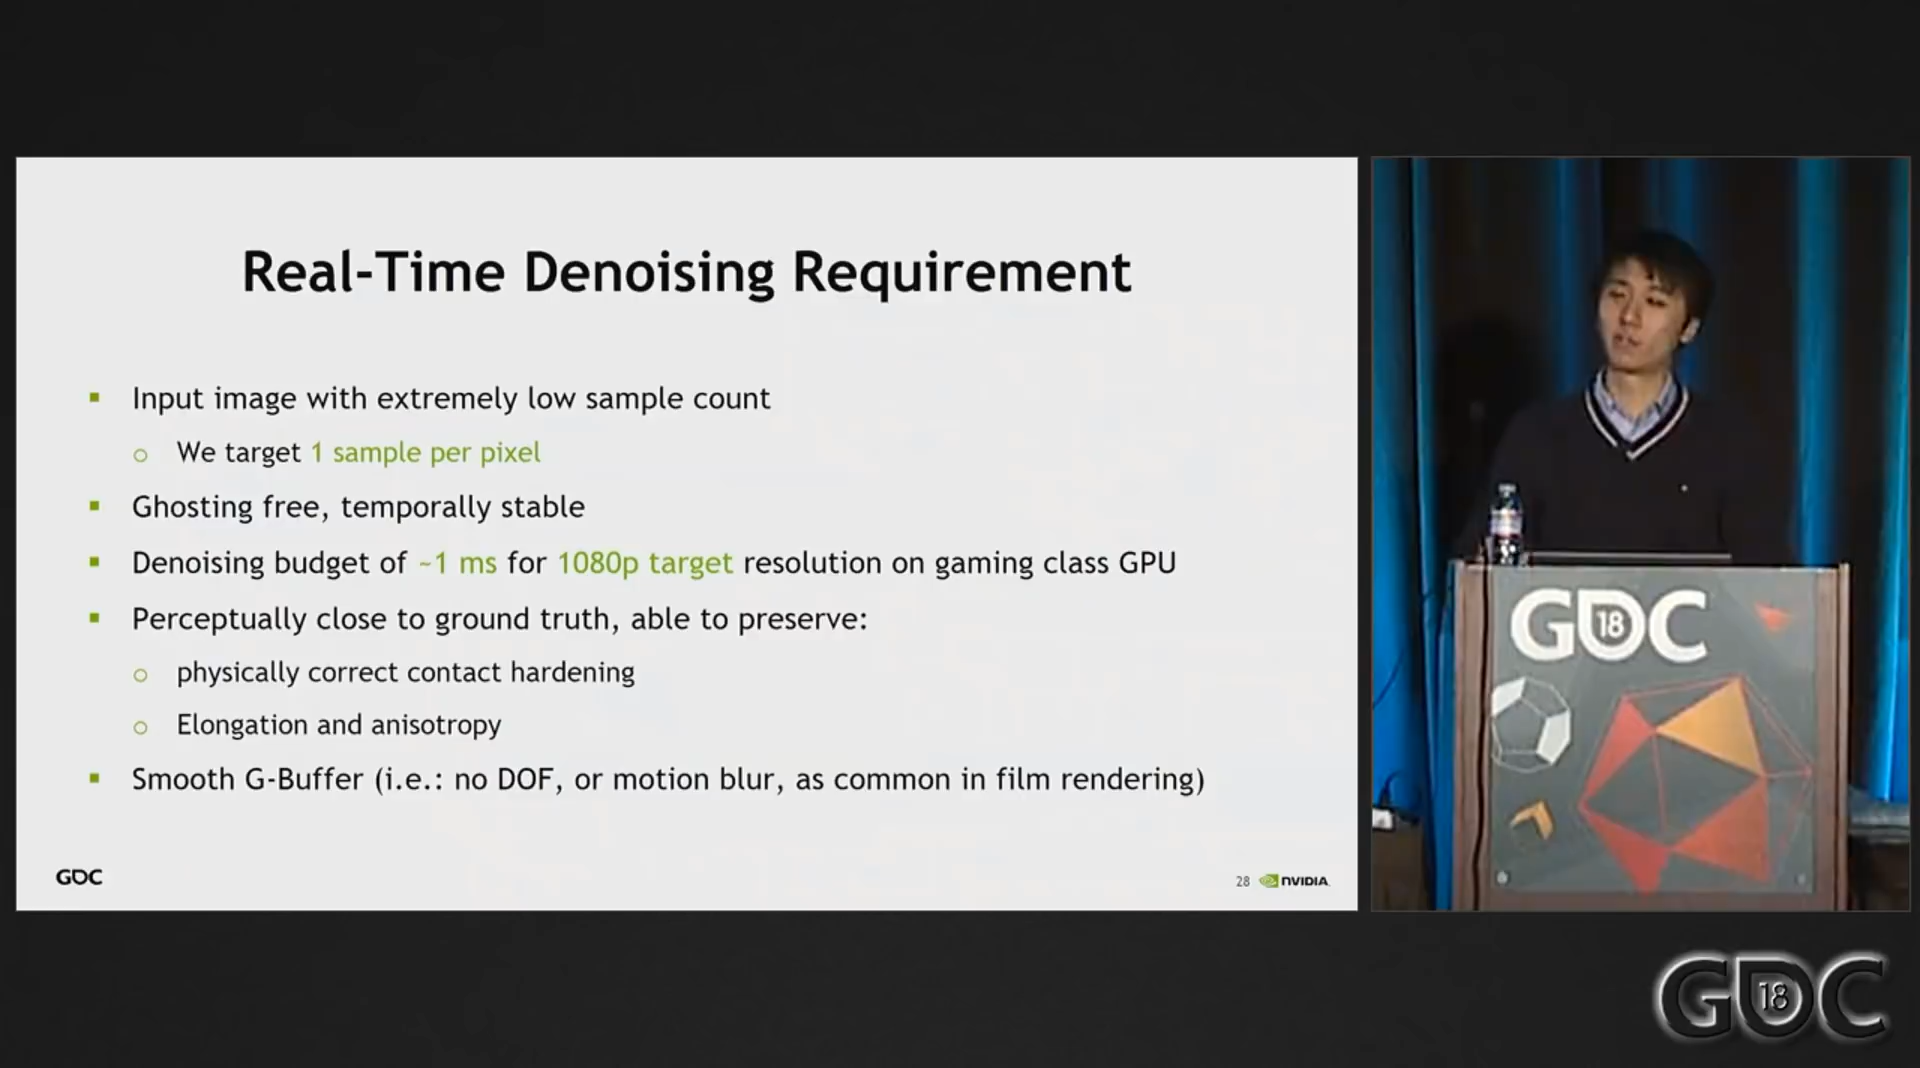 Real-Time Denoising Requirement
Input image with extremely low sample count
We target 1 sample per pixel
Ghosting free, temporally stable
Denoising budget of ~1 ms for 1080p target resolution on gaming class GPU
Perceptually close to ground truth, able to preserve:
physically correct contact hardening
Elongation and anisotropy
Smooth G-Buffer (i.e.: no DOF, or motion blur, as common in film rendering)
GDC
28 NVIDIA
GDC 18
GDC 18